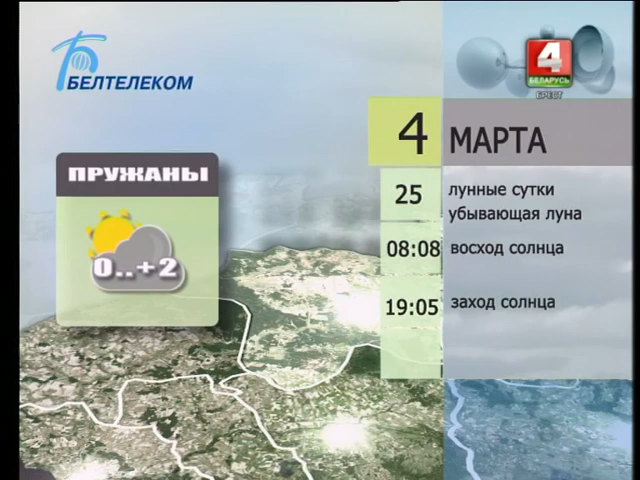 БЕЛТЕЛЕКОМ
4
БЕЛАРУСЬ
БРЕСТ
4 МАРТА
ПРУЖАНЫ
0..+2
25 лунные сутки
убывающая луна
08:08 восход солнца
19:05 заход солнца